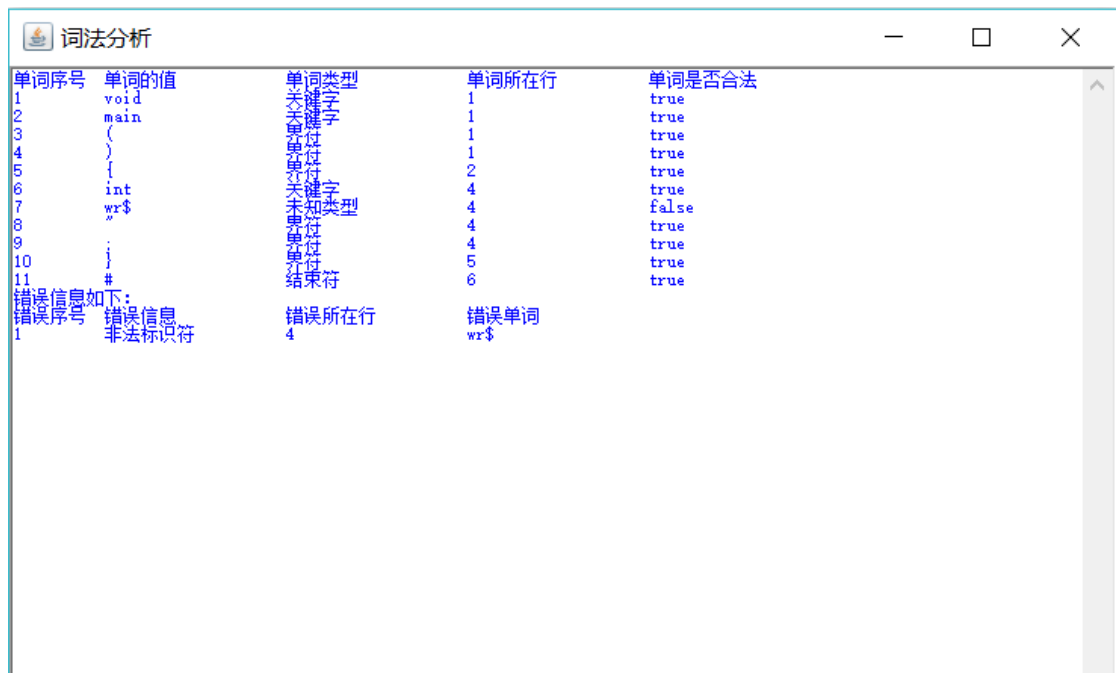 词法分析
单词序号 单词的值 单词类型 单词所在行 单词是否合法
1 void 关键字 1 true
2 main 关键字 1 true
3 ( 界符 1 true
4 ) 界符 1 true
5 { 界符 2 true
6 int 关键字 4 true
7 wr$ 未知类型 4 false
8 " 界符 4 true
9 ; 界符 4 true
10 } 界符 5 true
11 # 结束符 6 true
错误信息如下:
错误序号 错误信息 错误所在行 错误单词
1 非法标识符 4 wr$